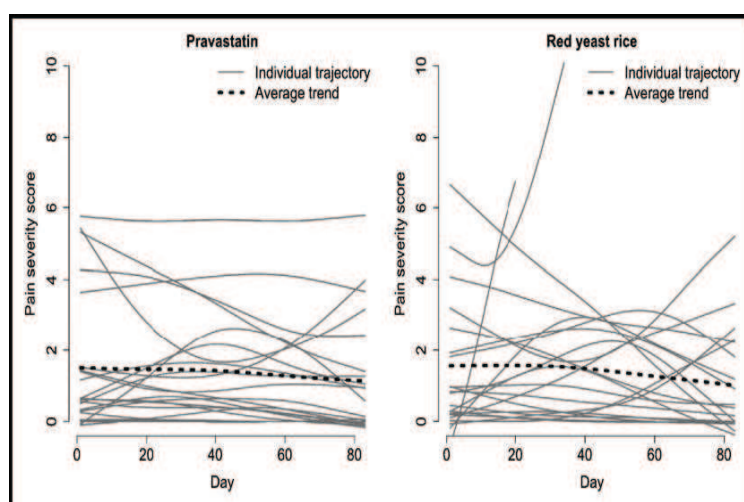 Pravastatin
Individual trajectory
Average trend
10
8
6
4
2
0
Pain severity score
0 20 40 60 80
Day
Red yeast rice
Individual trajectory
Average trend
10
8
6
4
2
0
Pain severity score
0 20 40 60 80
Day